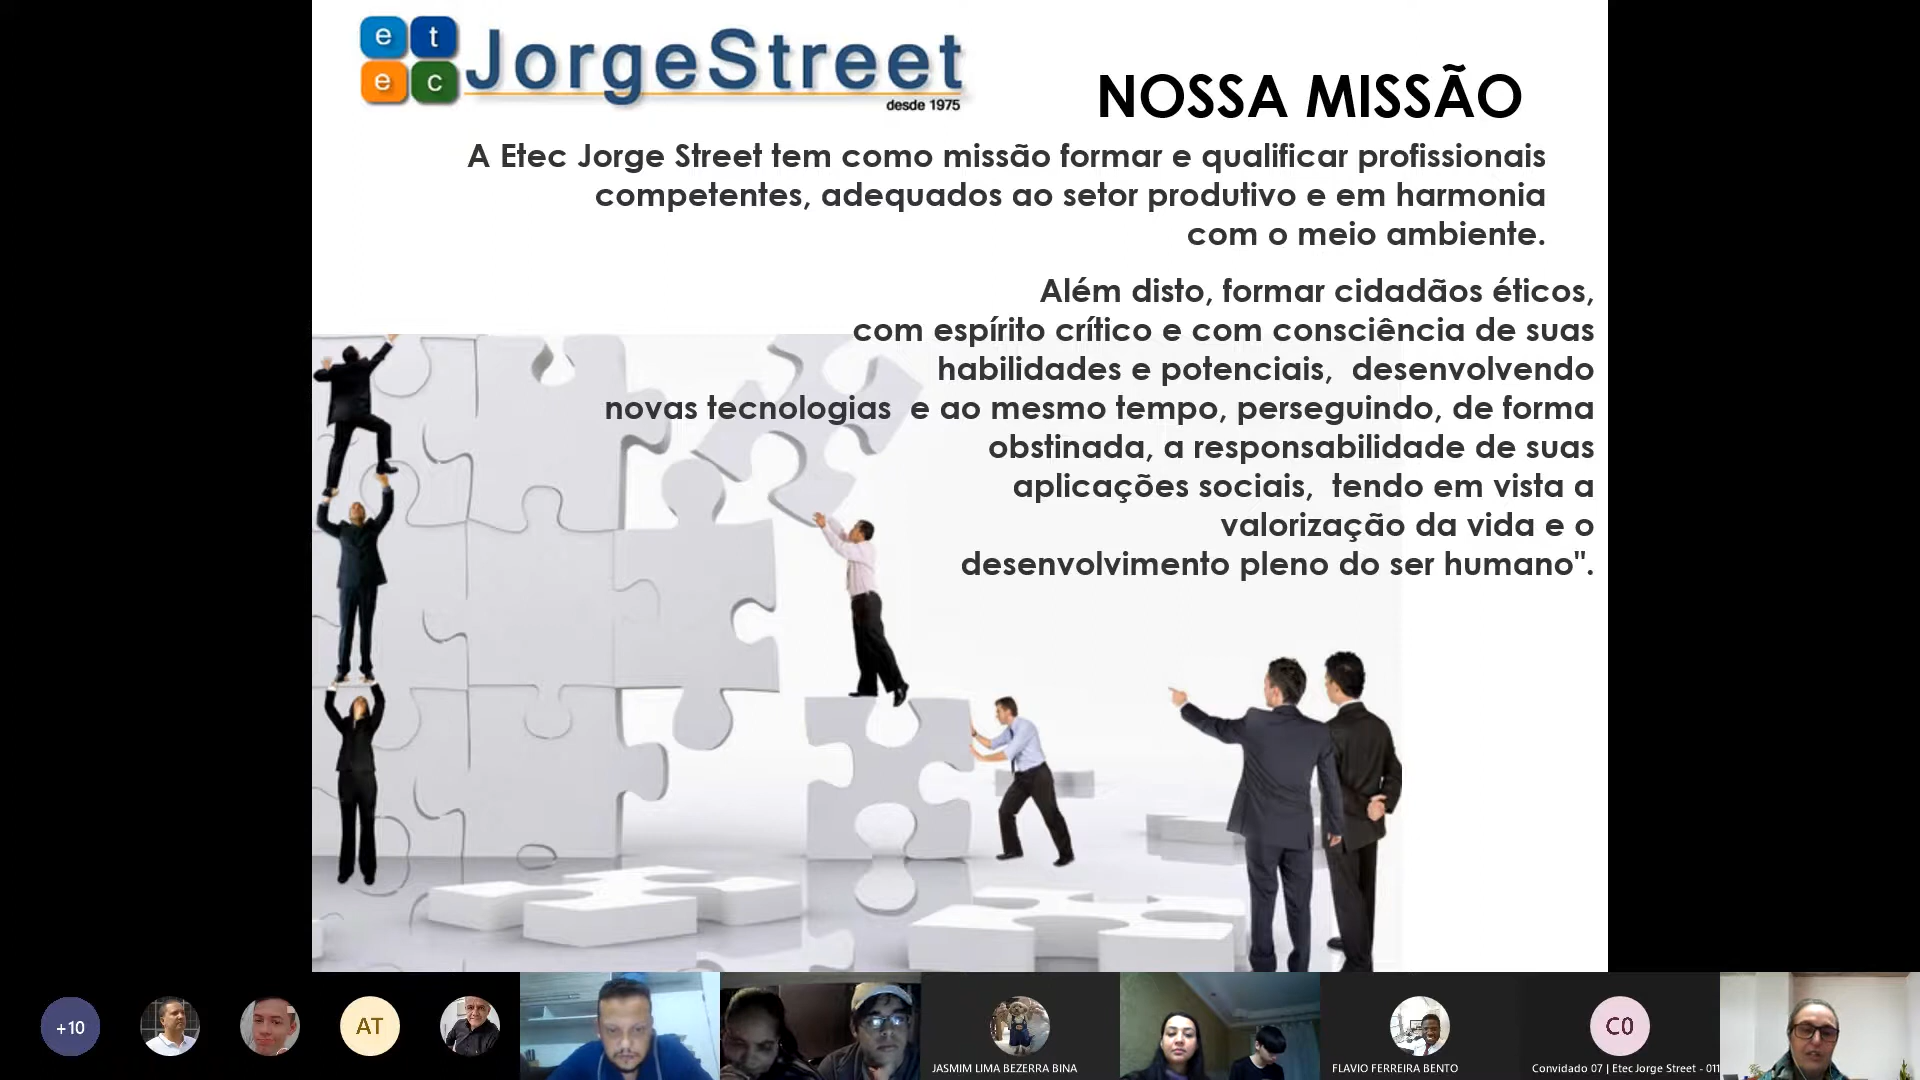 e t
e c
JorgeStreet
desde 1975
NOSSA MISSÃO
A Etec Jorge Street tem como missão formar e qualificar profissionais
competentes, adequados ao setor produtivo e em harmonia
com o meio ambiente.
Além disto, formar cidadãos éticos,
com espírito crítico e com consciência de suas
habilidades e potenciais,  desenvolvendo
novas tecnologias  e ao mesmo tempo, perseguindo, de forma
obstinada, a responsabilidade de suas
aplicações sociais,  tendo em vista a
valorização da vida e o
desenvolvimento pleno do ser humano".
+10
AT
C0
JASMIM LIMA BEZERRA BINA
FLAVIO FERREIRA BENTO
Convidado 07 | Etec Jorge Street - 011